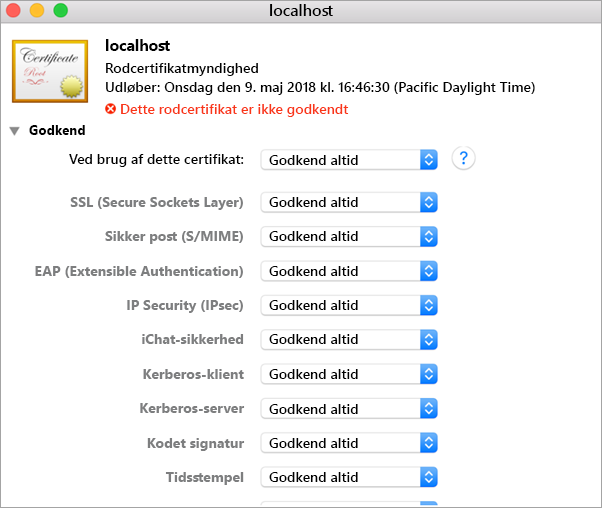 localhost
Certificate
Root
localhost
Rodcertifikatmyndighed
Udløber: Onsdag den 9. maj 2018 kl. 16:46:30 (Pacific Daylight Time)
Dette rodcertifikat er ikke godkendt
Godkend
Ved brug af dette certifikat: Godkend altid ?
SSL (Secure Sockets Layer) Godkend altid
Sikker post (S/MIME) Godkend altid
EAP (Extensible Authentication) Godkend altid
IP Security (IPsec) Godkend altid
iChat-sikkerhed Godkend altid
Kerberos-klient Godkend altid
Kerberos-server Godkend altid
Kodet signatur Godkend altid
Tidsstempel Godkend altid